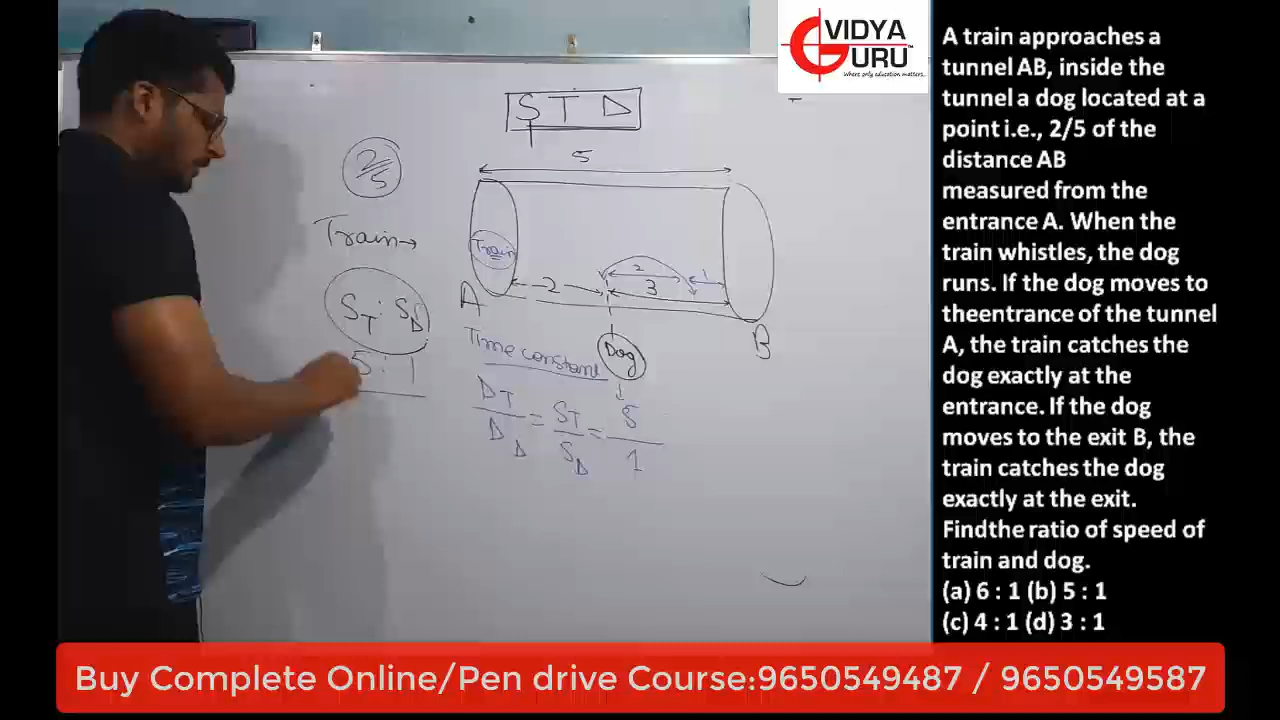 VIDYA
GURU
Where only education matters..
S T D
2/5
5
Train→
Train
2
1
-2-
3
A
B
S_T : S_D
5 : 1
Time constant
Dog
D_T/D_D = S_T/S_D = 5/1
A train approaches a
tunnel AB, inside the
tunnel a dog located at a
point i.e., 2/5 of the
distance AB
measured from the
entrance A. When the
train whistles, the dog
runs. If the dog moves to
theentrance of the tunnel
A, the train catches the
dog exactly at the
entrance. If the dog
moves to the exit B, the
train catches the dog
exactly at the exit.
Findthe ratio of speed of
train and dog.
(a) 6 : 1 (b) 5 : 1
(c) 4 : 1 (d) 3 : 1
Buy Complete Online/Pen drive Course:9650549487 / 9650549587